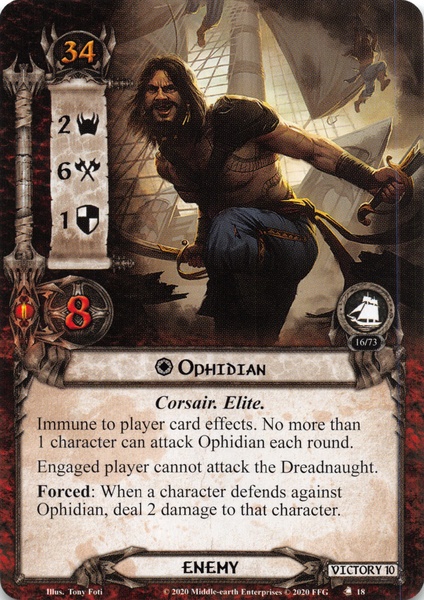 34
2
6
1
8
16/73
Ophidian
Corsair. Elite.
Immune to player card effects. No more than
1 character can attack Ophidian each round.
Engaged player cannot attack the Dreadnaught.
Forced: When a character defends against
Ophidian, deal 2 damage to that character.
ENEMY
VICTORY 10
Illus. Tony Foti
© 2020 Middle-earth Enterprises © 2020 FFG
18